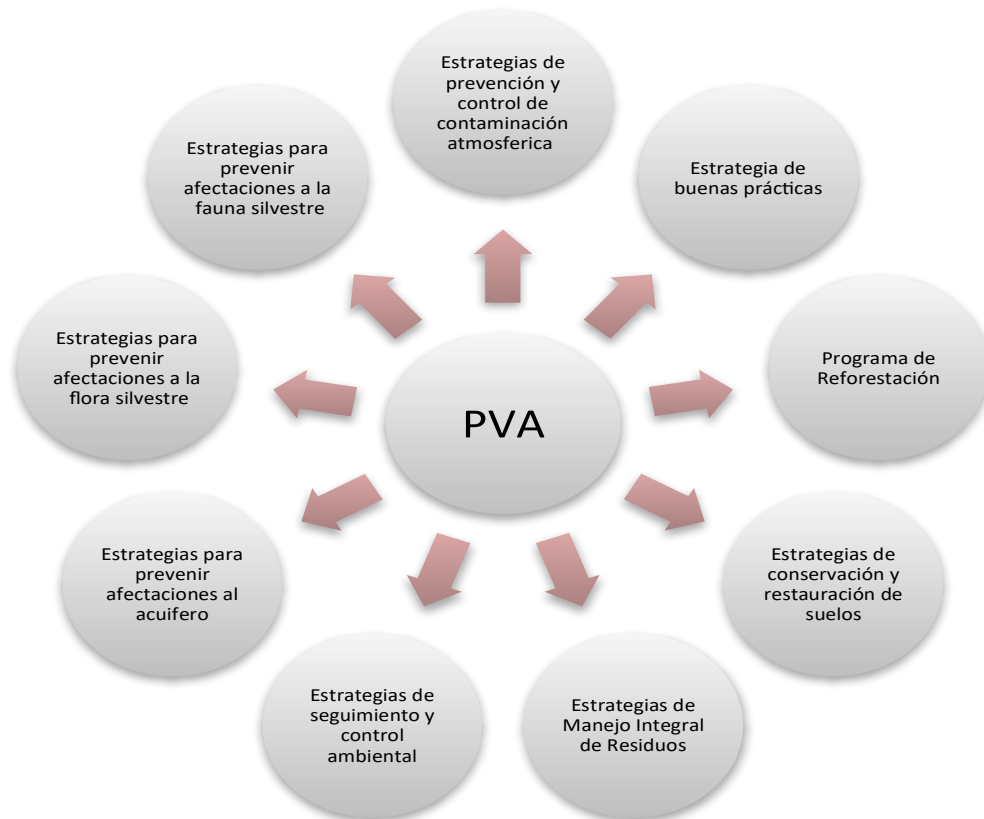 Estrategias de
prevención y
control de
contaminación
atmosferica
Estrategia de
buenas prácticas
Programa de
Reforestación
Estrategias de
conservación y
restauración de
suelos
Estrategias de
Manejo Integral
de Residuos
Estrategias de
seguimiento y
control
ambiental
Estrategias para
prevenir
afectaciones al
acuifero
Estrategias para
prevenir
afectaciones a la
flora silvestre
Estrategias para
prevenir
afectaciones a la
fauna silvestre
PVA